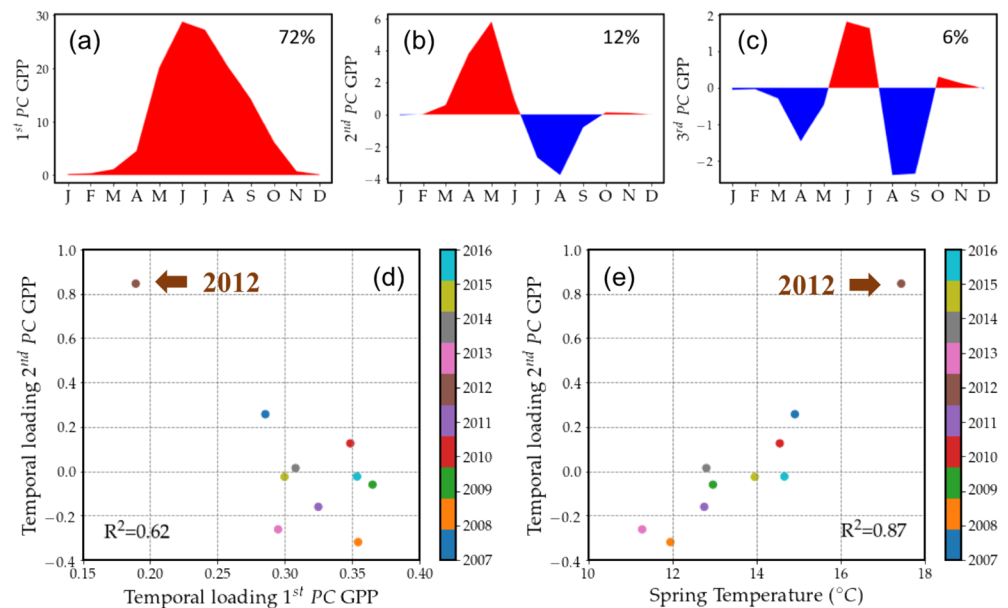 (a)
72%
1st PC GPP
30
20
10
0
J F M A M J J A S O N D
(b)
12%
2nd PC GPP
6
4
2
0
−2
−4
J F M A M J J A S O N D
(c)
6%
3rd PC GPP
2
1
0
−1
−2
J F M A M J J A S O N D
(d)
2012
R2=0.62
Temporal loading 2nd PC GPP
1.0
0.8
0.6
0.4
0.2
0.0
−0.2
−0.4
0.15 0.20 0.30 0.30 0.35 0.40
Temporal loading 1st PC GPP
2016
2015
2014
2013
2012
2011
2010
2009
2008
2007
(e)
2012
R2=0.87
Temporal loading 2nd PC GPP
1.0
0.8
0.6
0.4
0.2
0.0
−0.2
−0.4
10 12 14 16 18
Spring Temperature (°C)
2016
2015
2014
2013
2012
2011
2010
2009
2008
2007